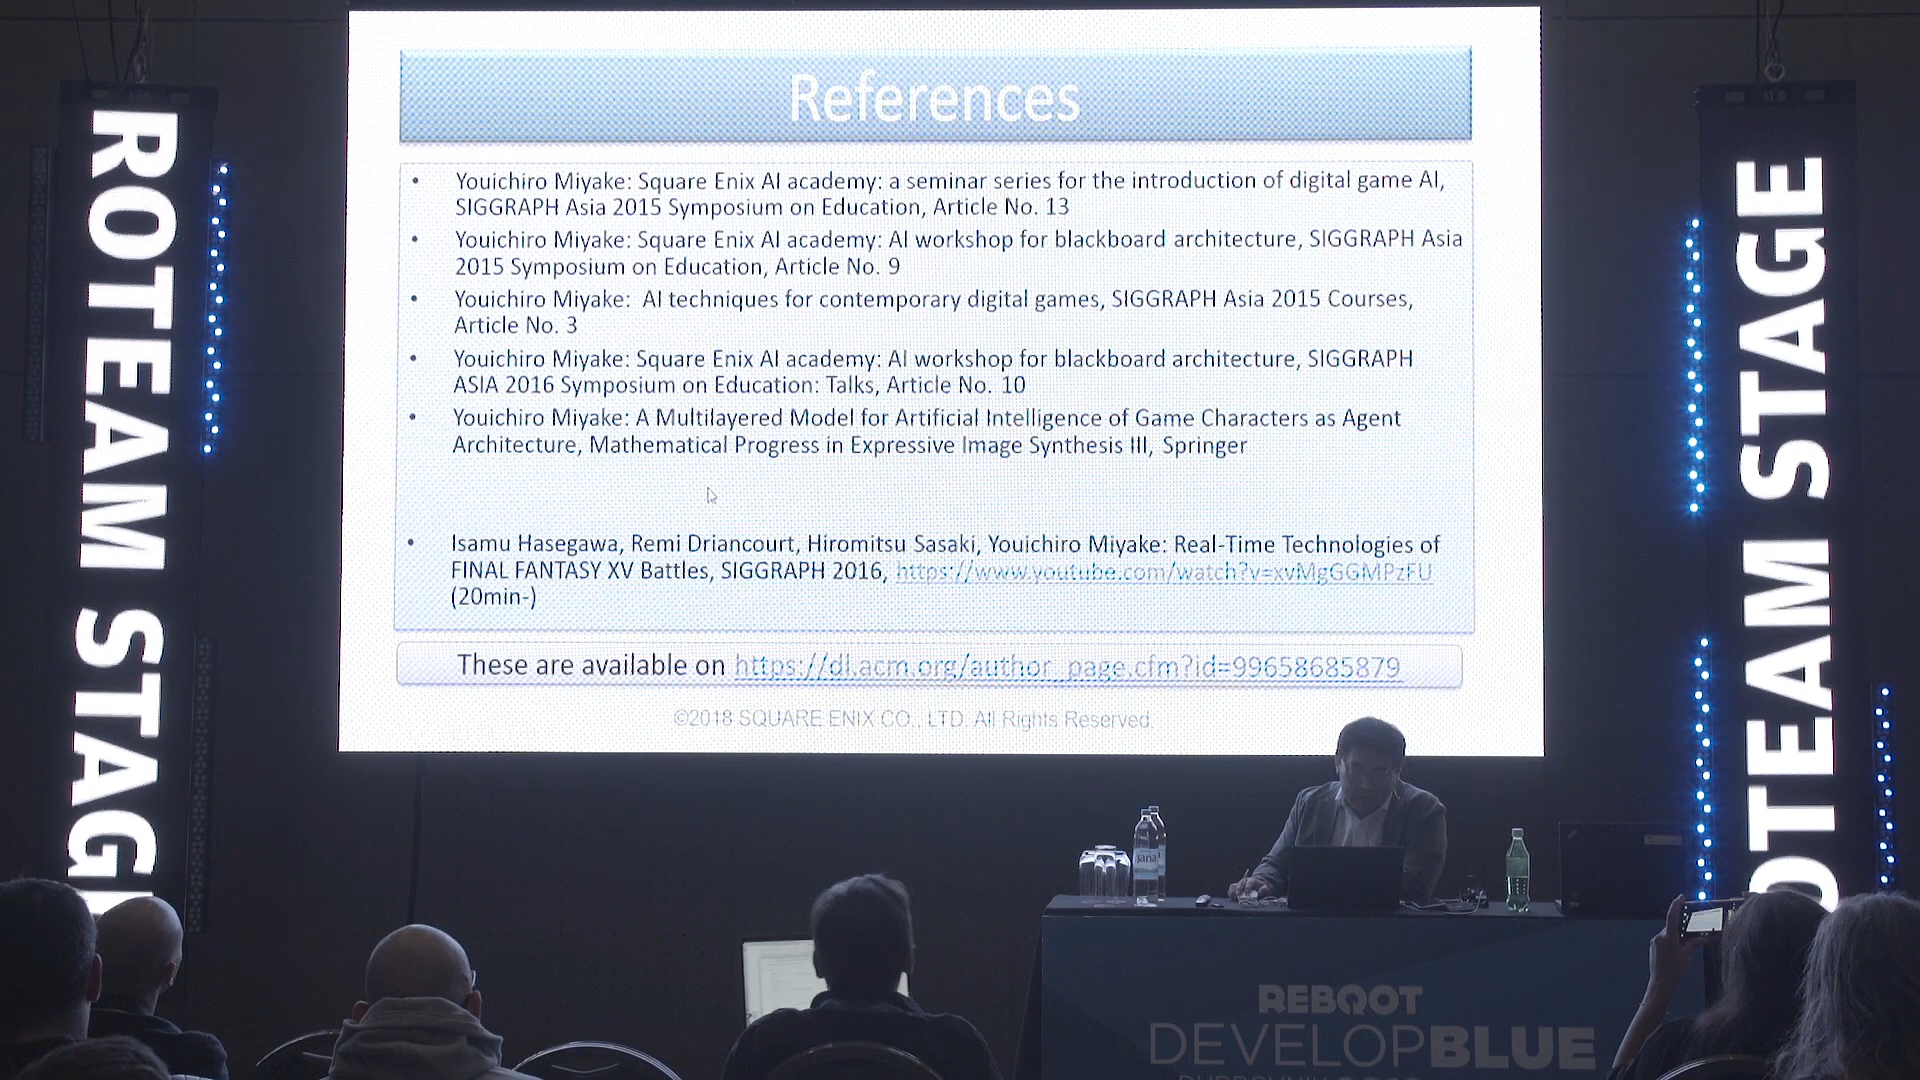 References
• Youichiro Miyake: Square Enix AI academy: a seminar series for the introduction of digital game AI,
SIGGRAPH Asia 2015 Symposium on Education, Article No. 13
• Youichiro Miyake: Square Enix AI academy: AI workshop for blackboard architecture, SIGGRAPH Asia
2015 Symposium on Education, Article No. 9
• Youichiro Miyake: AI techniques for contemporary digital games, SIGGRAPH Asia 2015 Courses,
Article No. 3
• Youichiro Miyake: Square Enix AI academy: AI workshop for blackboard architecture, SIGGRAPH
ASIA 2016 Symposium on Education: Talks, Article No. 10
• Youichiro Miyake: A Multilayered Model for Artificial Intelligence of Game Characters as Agent
Architecture, Mathematical Progress in Expressive Image Synthesis III, Springer
• Isamu Hasegawa, Remi Driancourt, Hiromitsu Sasaki, Youichiro Miyake: Real-Time Technologies of
FINAL FANTASY XV Battles, SIGGRAPH 2016, https://www.youtube.com/watch?v=xvMgGGMPzFU
(20min-)
These are available on https://dl.acm.org/author_page.cfm?id=99658685879
©2018 SQUARE ENIX CO., LTD. All Rights Reserved.
ROTEAM STAG
OTEAM STAGE
Jana
REBOOT
DEVELOPBLUE